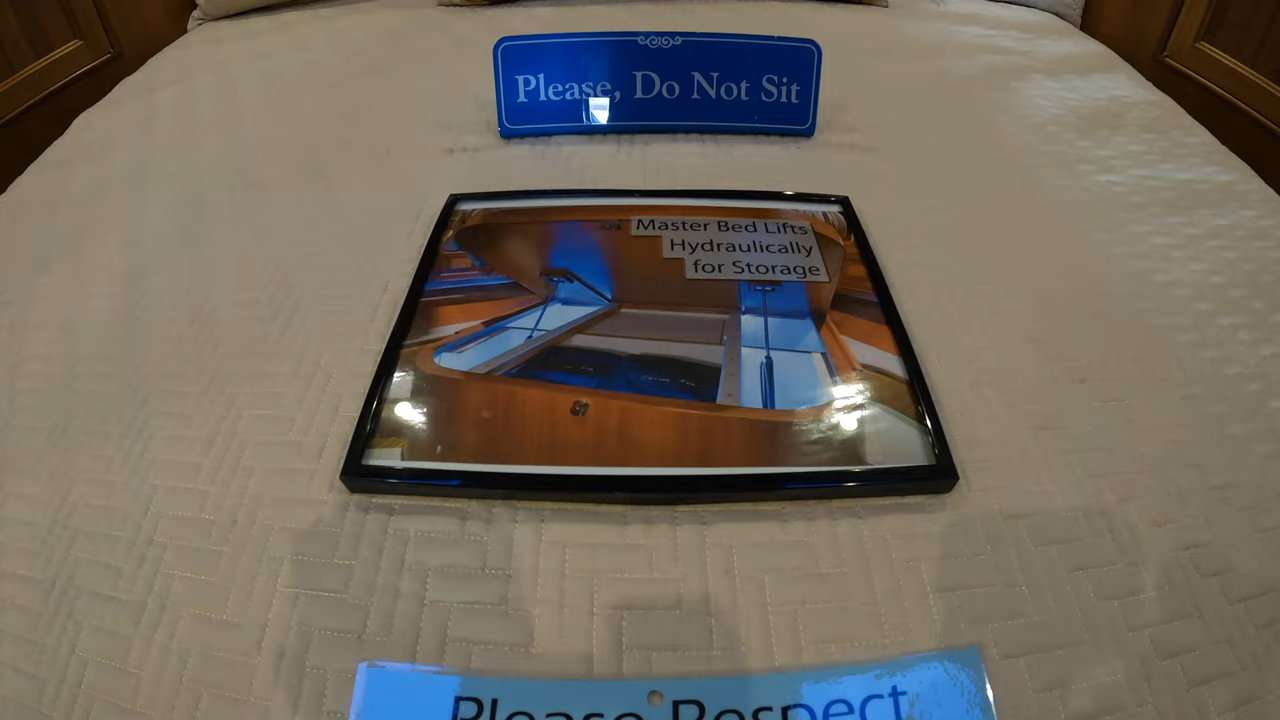 Please, Do Not Sit
Master Bed Lifts
Hydraulically
for Storage
Please Respect